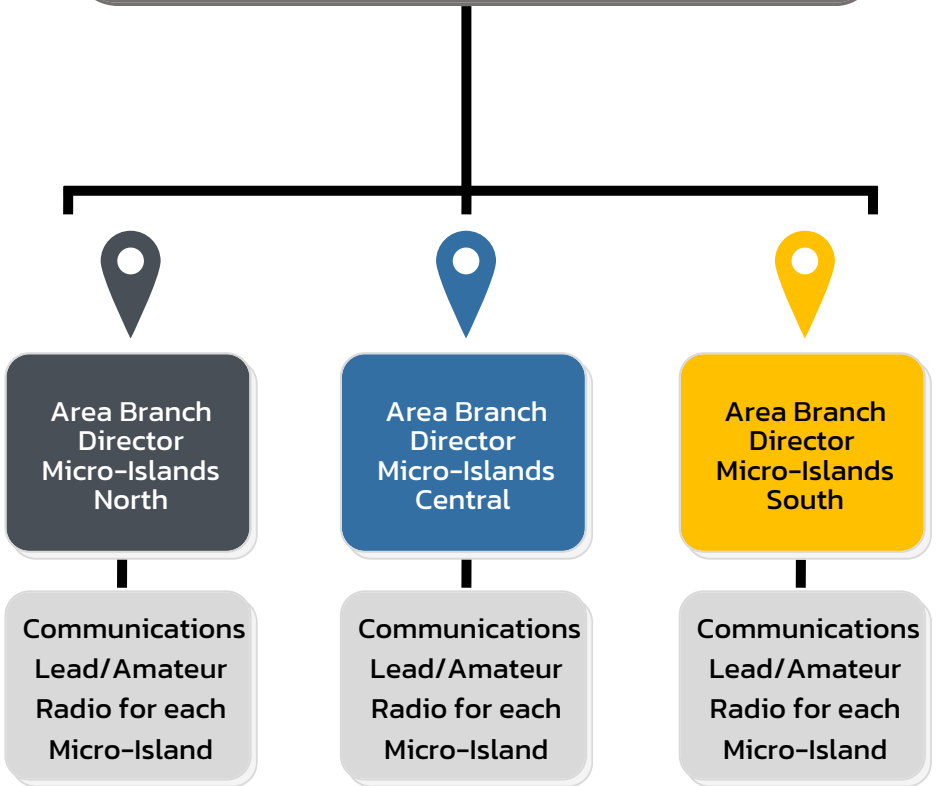 Area Branch
Director
Micro-Islands
North
Area Branch
Director
Micro-Islands
Central
Area Branch
Director
Micro-Islands
South
Communications
Lead/Amateur
Radio for each
Micro-Island
Communications
Lead/Amateur
Radio for each
Micro-Island
Communications
Lead/Amateur
Radio for each
Micro-Island